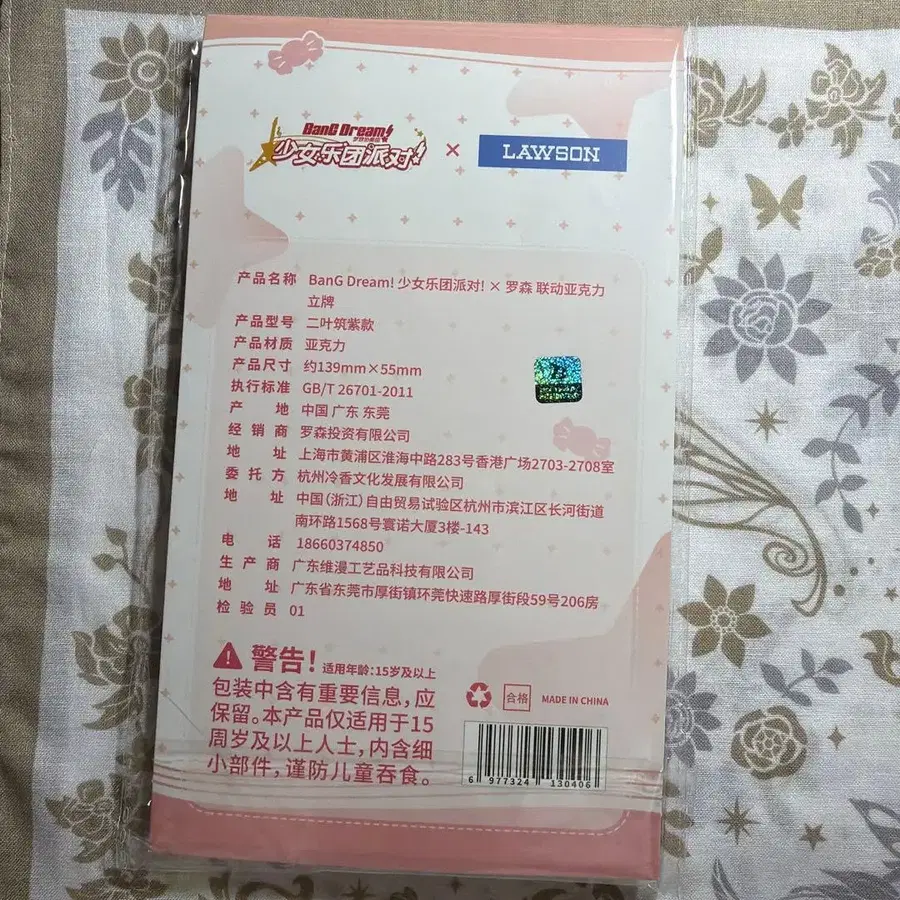 BanG Dream!
少女乐团派对!
×
LAWSON
产品名称 BanG Dream! 少女乐团派对! × 罗森 联动亚克力
立牌
产品型号 二叶筑紫款
产品材质 亚克力
产品尺寸 约139mm×55mm
执行标准 GB/T 26701-2011
产 地 中国 广东 东莞
经 销 商 罗森投资有限公司
地 址 上海市黄浦区淮海中路283号香港广场2703-2708室
委 托 方 杭州冷香文化发展有限公司
地 址 中国(浙江)自由贸易试验区杭州市滨江区长河街道
南环路1568号寰诺大厦3楼-143
电 话 18660374850
生 产 商 广东维漫工艺品科技有限公司
地 址 广东省东莞市厚街镇环莞快速路厚街段59号206房
检 验 员 01
警告! 适用年龄:15岁及以上
包装中含有重要信息,应
保留。本产品仅适用于15
周岁及以上人士,内含细
小部件,谨防儿童吞食。
合格 MADE IN CHINA
6 977324 130406